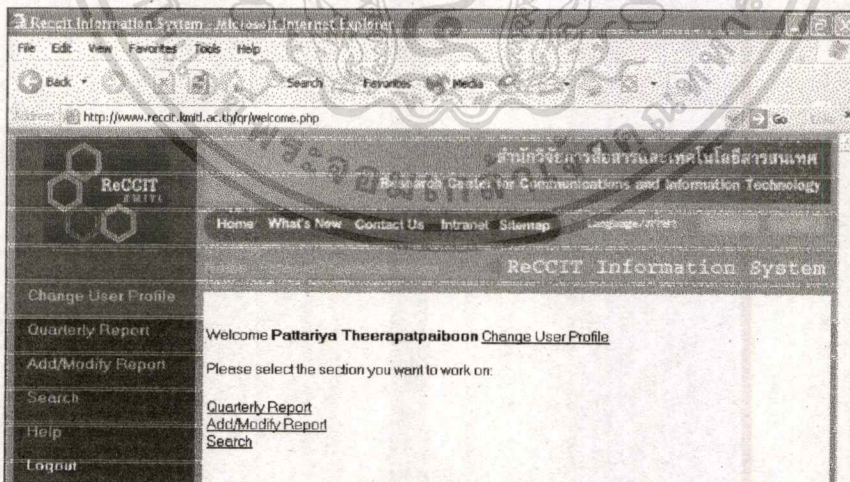 Reccit Information System - Microsoft Internet Explorer
File Edit View Favorites Tools Help
Back Search Favorites Media
Address http://www.reccit.kmitl.ac.th/qr/welcome.php Go
สำนักวิจัยการสื่อสารและเทคโนโลยีสารสนเทศ
ReCCIT
KMITL
Research Center for Communications and Information Technology
Home What's New Contact Us Intranet Sitemap
ReCCIT Information System
Change User Profile
Quarterly Report
Add/Modify Report
Search
Help
Logout
Welcome Pattariya Theerapatpaiboon Change User Profile
Please select the section you want to work on:
Quarterly Report
Add/Modify Report
Search